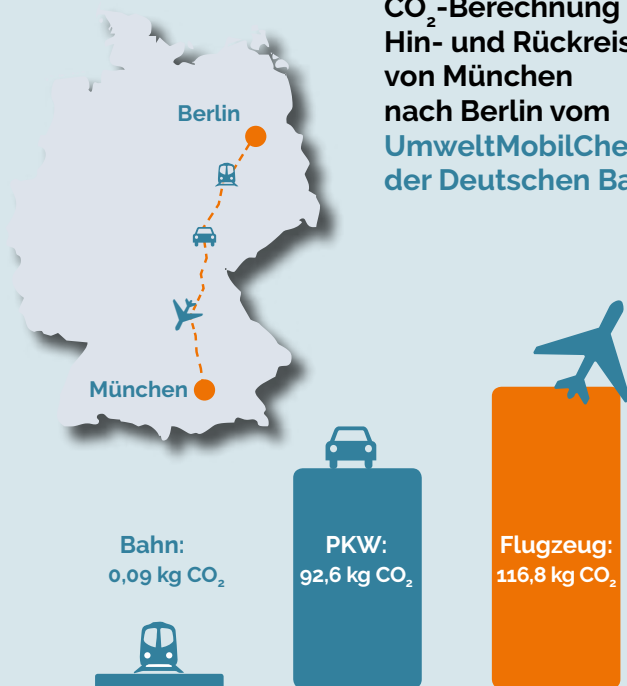 CO₂-Berechnung
Hin- und Rückreis
von München
nach Berlin vom
UmweltMobilChe
der Deutschen Ba
Berlin
München
Bahn:
0,09 kg CO₂
PKW:
92,6 kg CO₂
Flugzeug:
116,8 kg CO₂